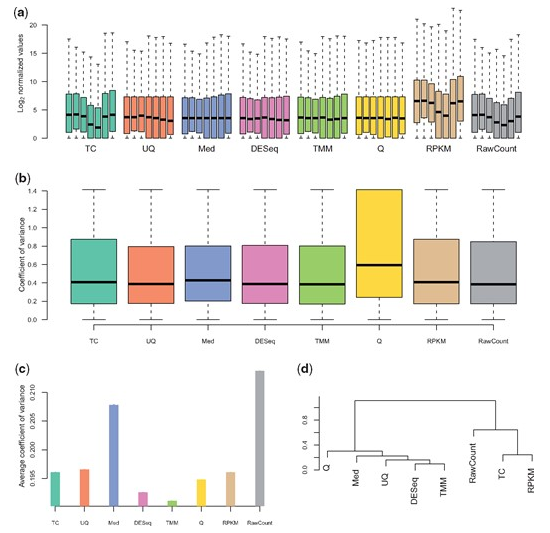 (a)
Log2 normalized values
20
15
10
5
0
TC UQ Med DESeq TMM Q RPKM RawCount
(b)
Coefficient of variance
1.4
1.2
1.0
0.8
0.6
0.4
0.2
0.0
TC UQ Med DESeq TMM Q RPKM RawCount
(c)
Average coefficient of variance
0.210
0.205
0.200
0.195
TC UQ Med DESeq TMM Q RPKM RawCount
(d)
0.8
0.4
0.0
Q
Med
UQ
DESeq
TMM
RawCount
TC
RPKM